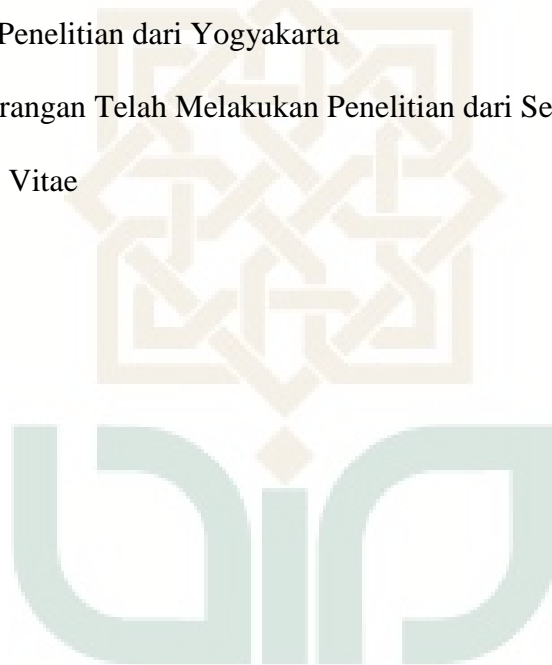 Penelitian dari Yogyakarta
rangan Telah Melakukan Penelitian dari Se
Vitae